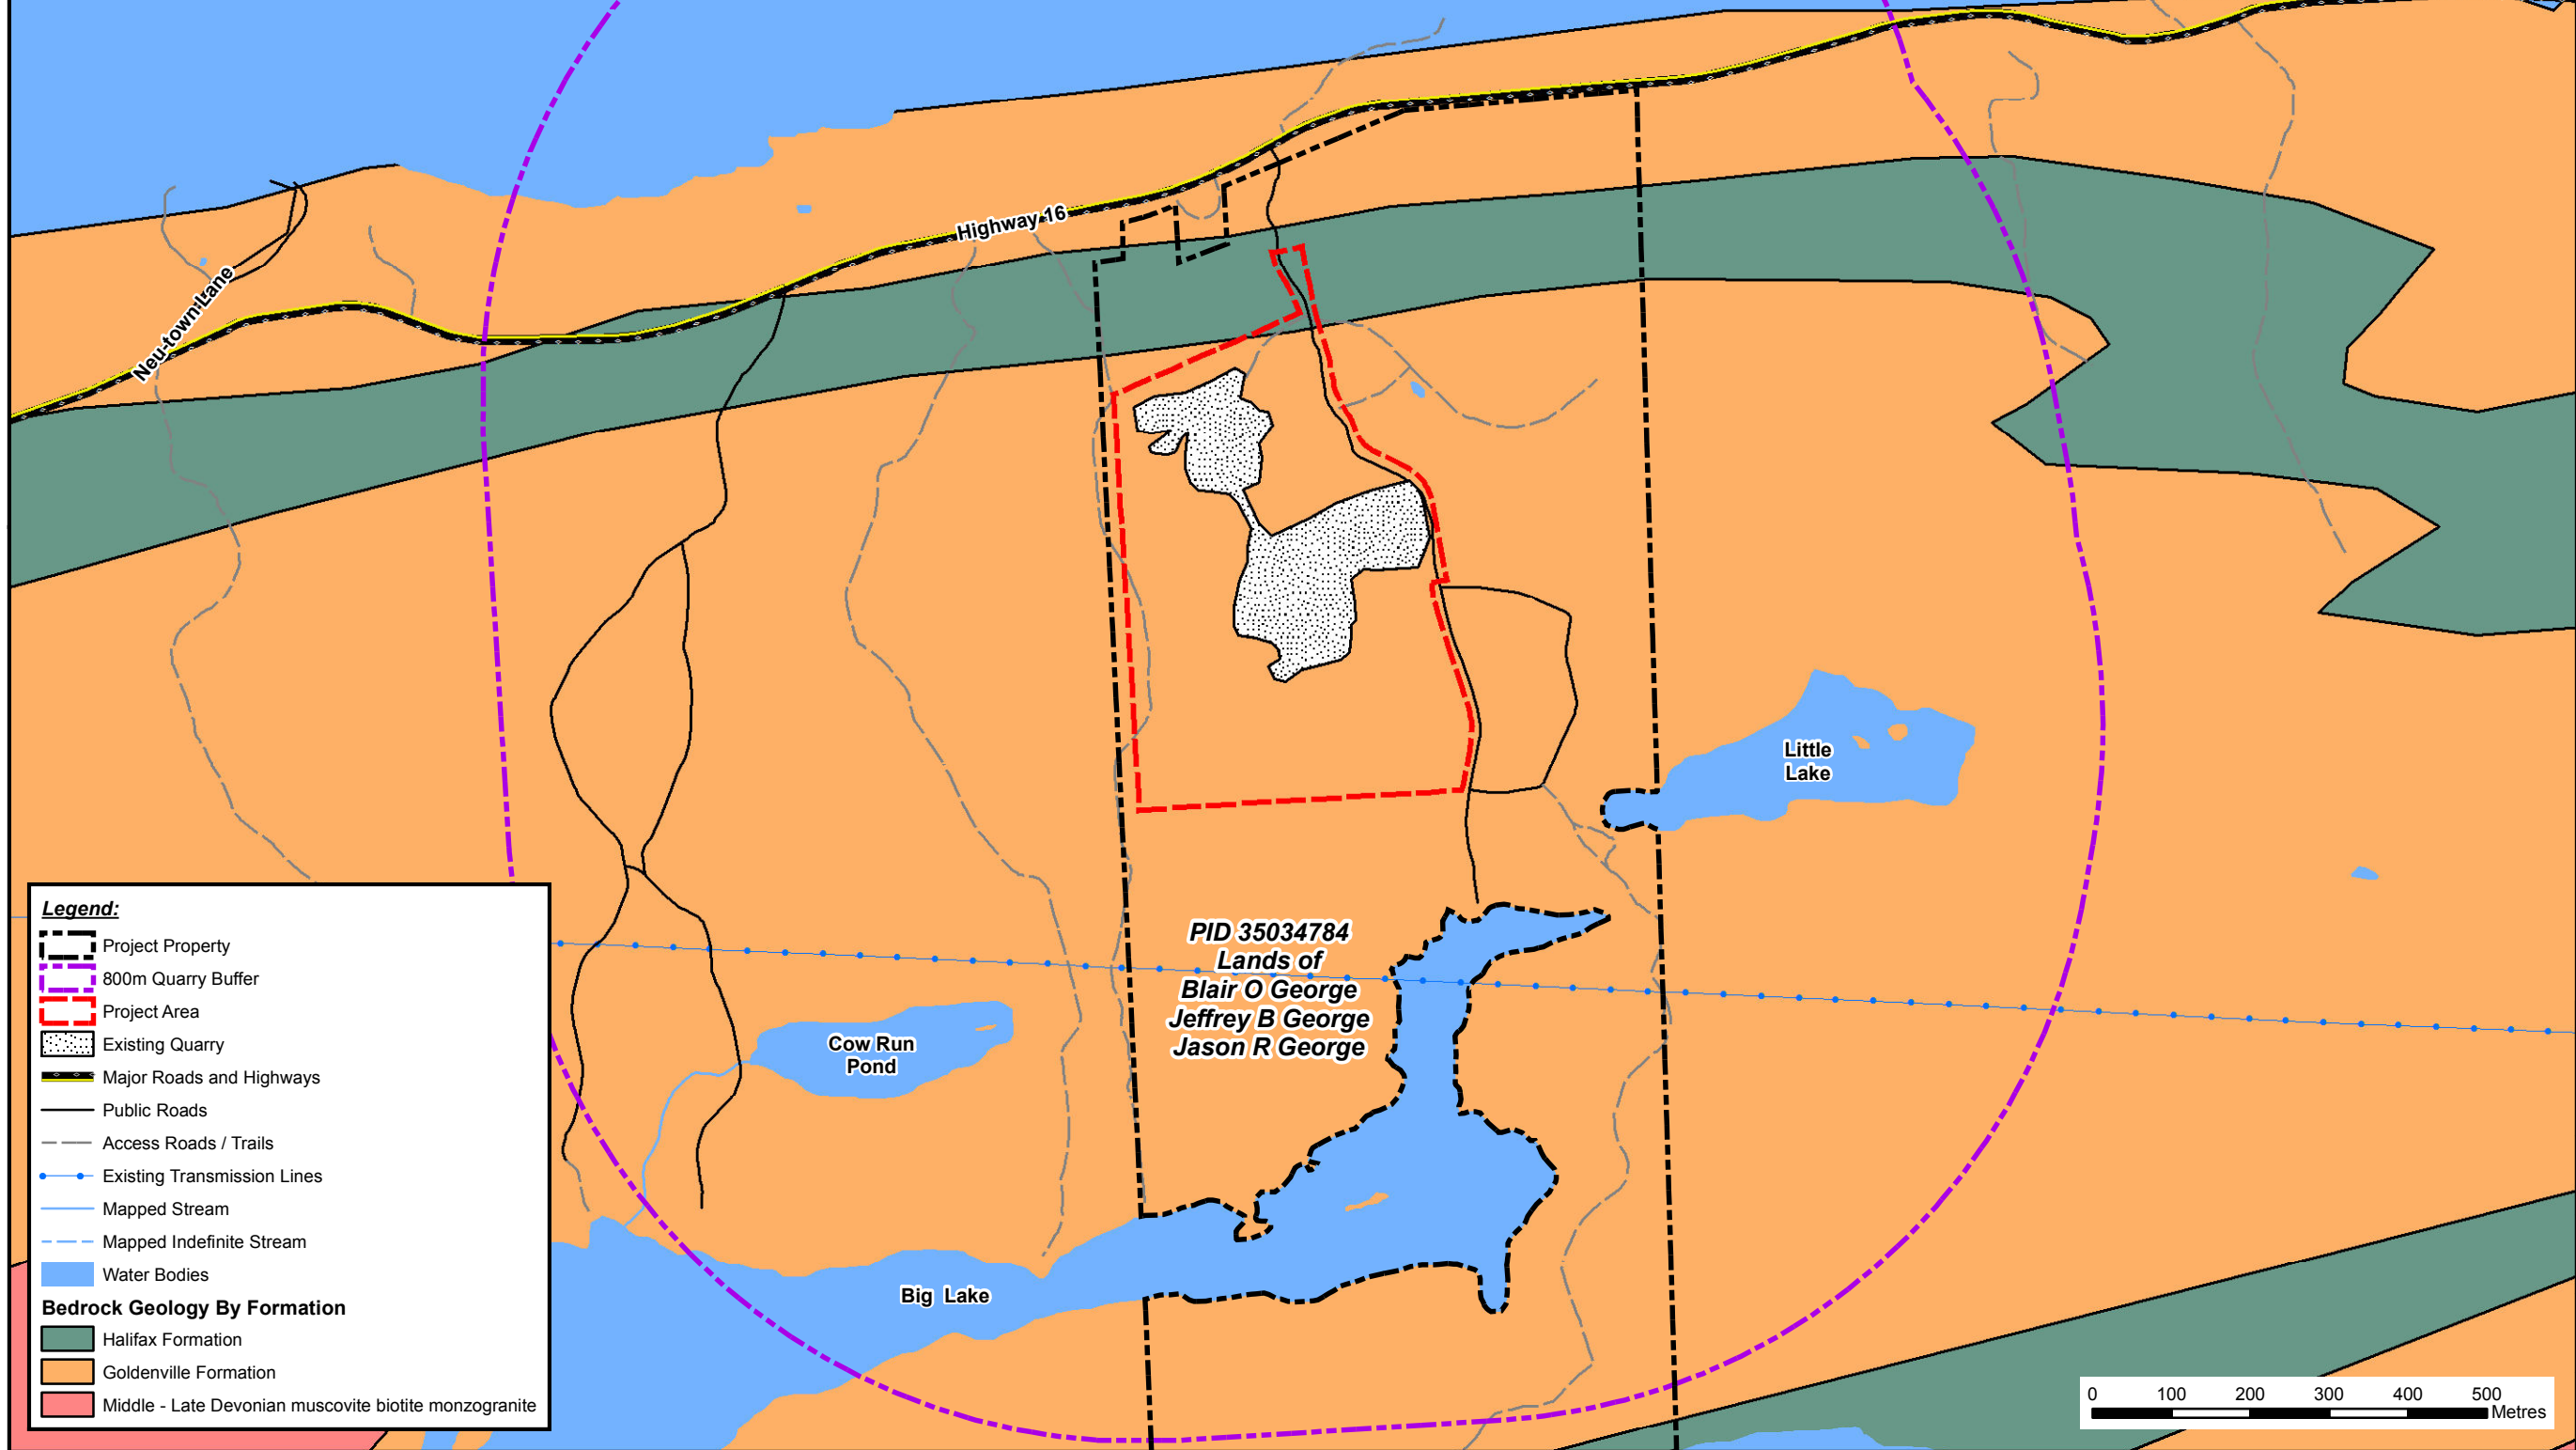 Highway 16
Neu-town Lane
Little
Lake
PID 35034784
Lands of
Blair O George
Jeffrey B George
Jason R George
Cow Run
Pond
Big Lake
Legend:
Project Property
800m Quarry Buffer
Project Area
Existing Quarry
Major Roads and Highways
Public Roads
Access Roads / Trails
Existing Transmission Lines
Mapped Stream
Mapped Indefinite Stream
Water Bodies
Bedrock Geology By Formation
Halifax Formation
Goldenville Formation
Middle - Late Devonian muscovite biotite monzogranite
0 100 200 300 400 500
Metres